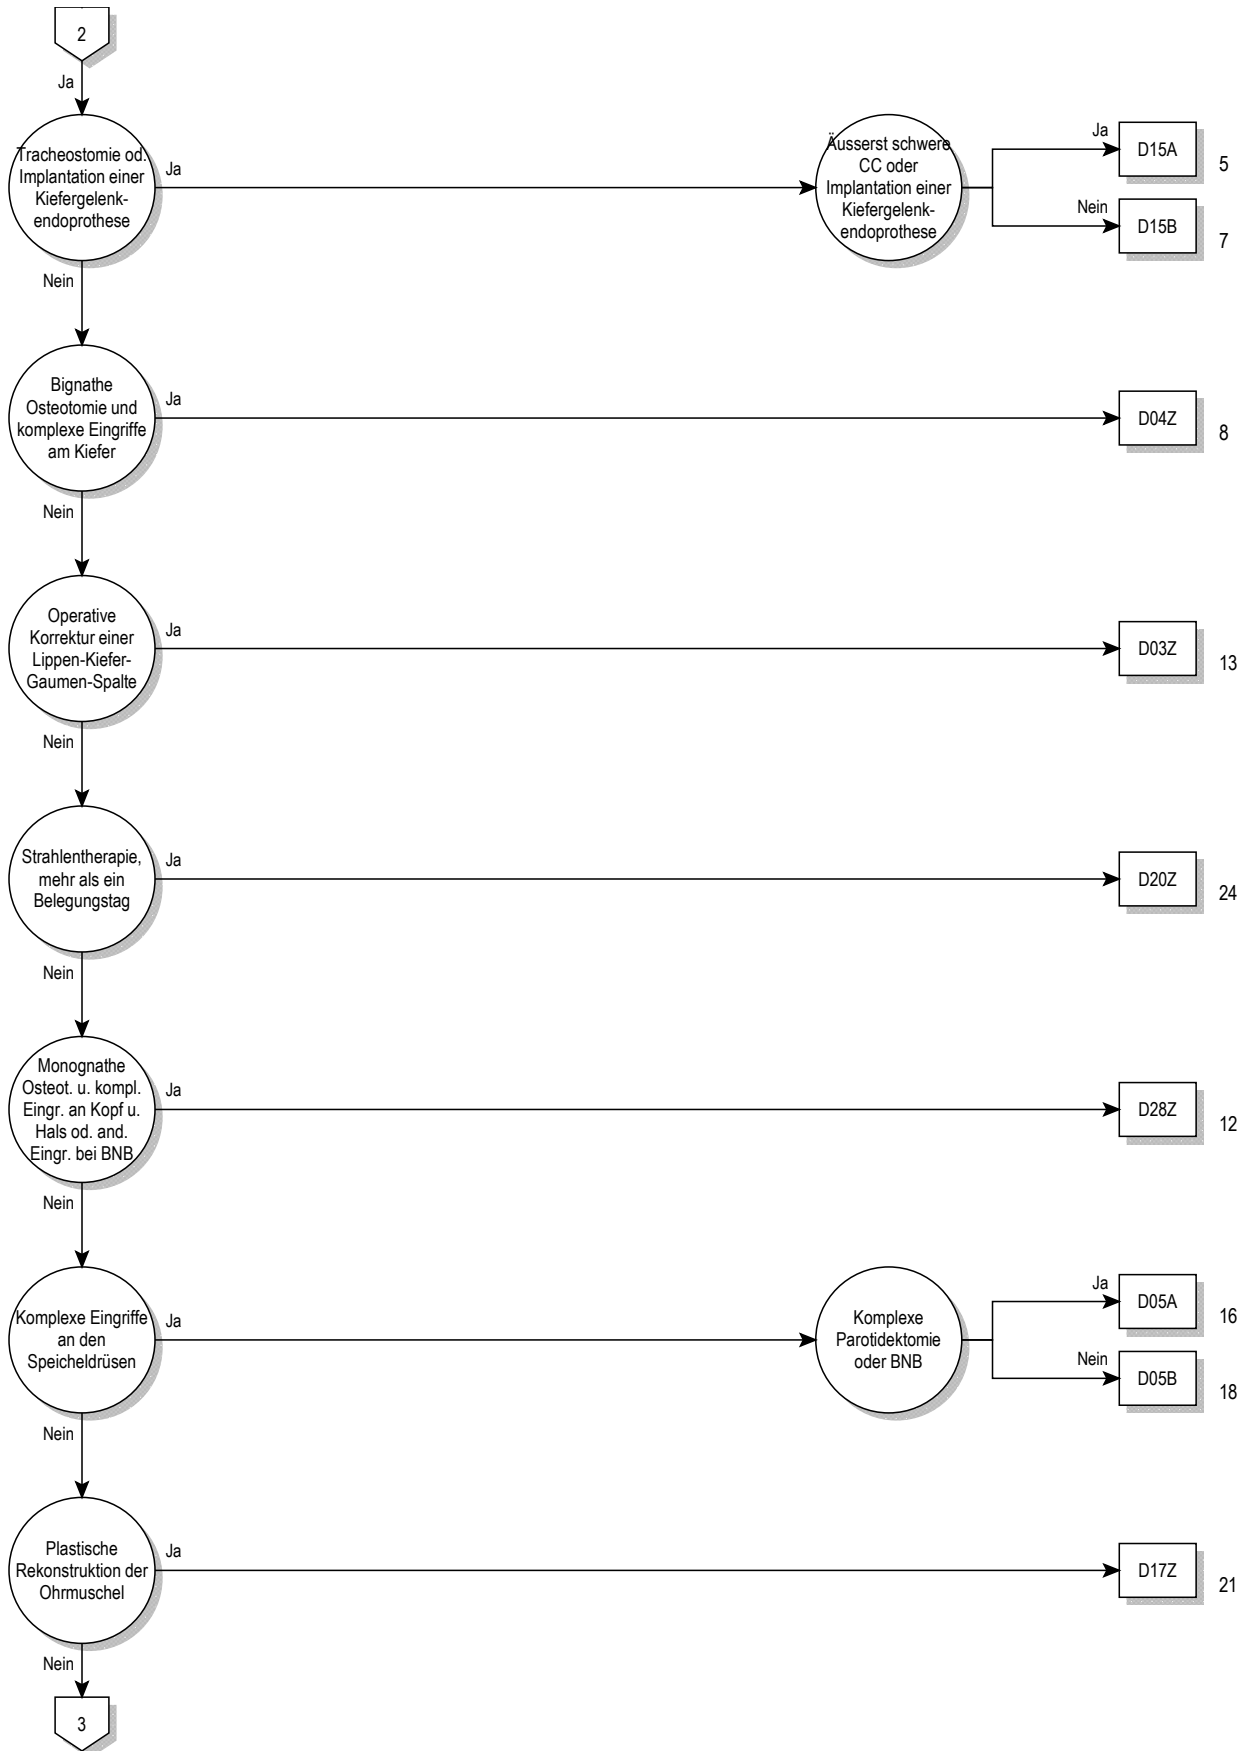 2
Ja
Tracheostomie od.
Implantation einer
Kiefergelenk-
endoprothese
Ja
Äusserst schwere
CC oder
Implantation einer
Kiefergelenk-
endoprothese
Ja
D15A
5
Nein
D15B
7
Nein
Bignathe
Osteotomie und
komplexe Eingriffe
am Kiefer
Ja
D04Z
8
Nein
Operative
Korrektur einer
Lippen-Kiefer-
Gaumen-Spalte
Ja
D03Z
13
Nein
Strahlentherapie,
mehr als ein
Belegungstag
Ja
D20Z
24
Nein
Monognathe
Osteot. u. kompl.
Eingr. an Kopf u.
Hals od. and.
Eingr. bei BNB
Ja
D28Z
12
Nein
Komplexe Eingriffe
an den
Speicheldrüsen
Ja
Komplexe
Parotidektomie
oder BNB
Ja
D05A
16
Nein
D05B
18
Nein
Plastische
Rekonstruktion der
Ohrmuschel
Ja
D17Z
21
Nein
3